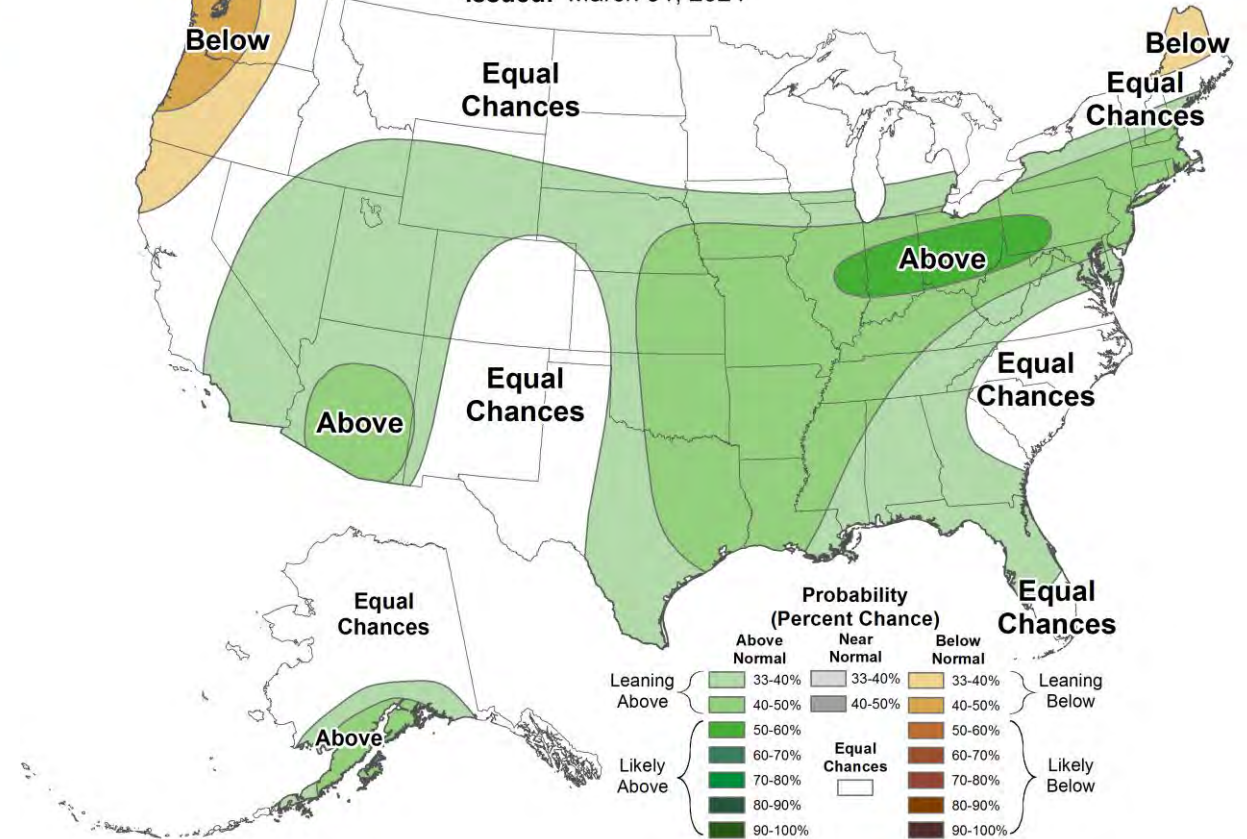 Below
Equal
Chances
Below
Equal
Chances
Above
Equal
Chances
Equal
Chances
Above
Equal
Chances
Above
Equal
Chances
Probability
(Percent Chance)
Above
Normal
Near
Normal
Below
Normal
Leaning
Above
33-40%
33-40%
33-40%
Leaning
Below
40-50%
40-50%
40-50%
50-60%
50-60%
Likely
Above
60-70%
Equal
Chances
60-70%
Likely
Below
70-80%
70-80%
80-90%
80-90%
90-100%
90-100%